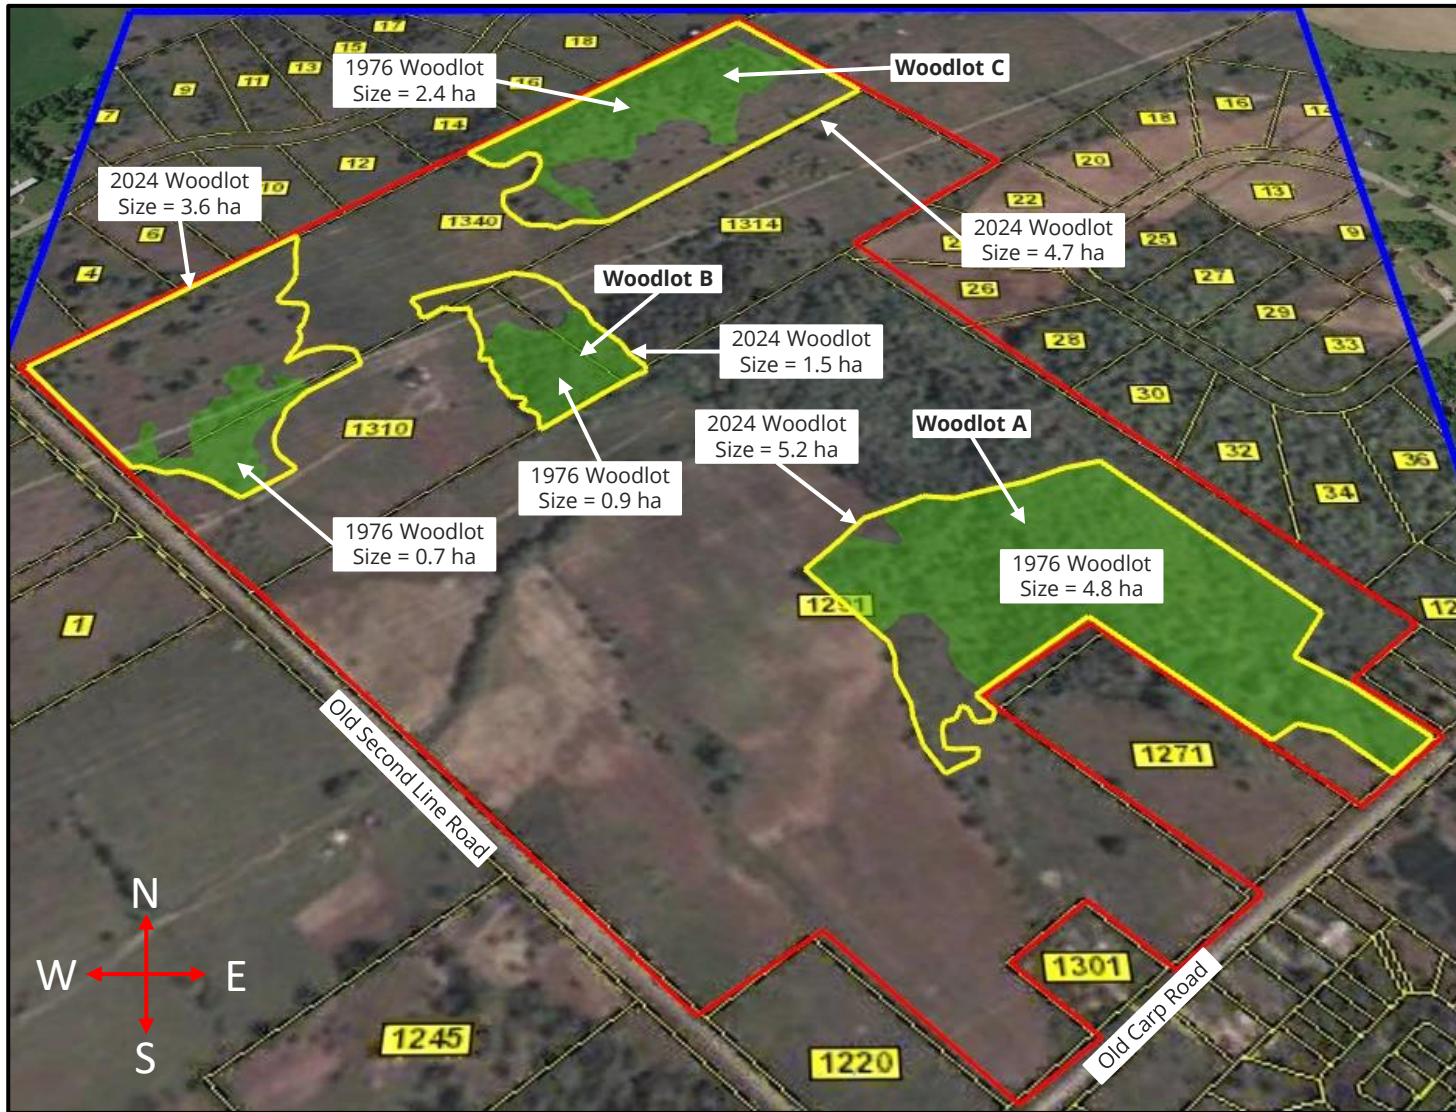 17
18
15
13
11
9
7
16
14
12
10
6
4
1976 Woodlot
Size = 2.4 ha
Woodlot C
2024 Woodlot
Size = 3.6 ha
1340
1314
2024 Woodlot
Size = 4.7 ha
18
16
20
22
13
25
9
27
26
29
28
33
30
32
36
34
Woodlot B
2024 Woodlot
Size = 1.5 ha
1310
1976 Woodlot
Size = 0.9 ha
1976 Woodlot
Size = 0.7 ha
2024 Woodlot
Size = 5.2 ha
Woodlot A
1976 Woodlot
Size = 4.8 ha
1
1271
Old Second Line Road
1301
Old Carp Road
1245
1220
N
W E
S